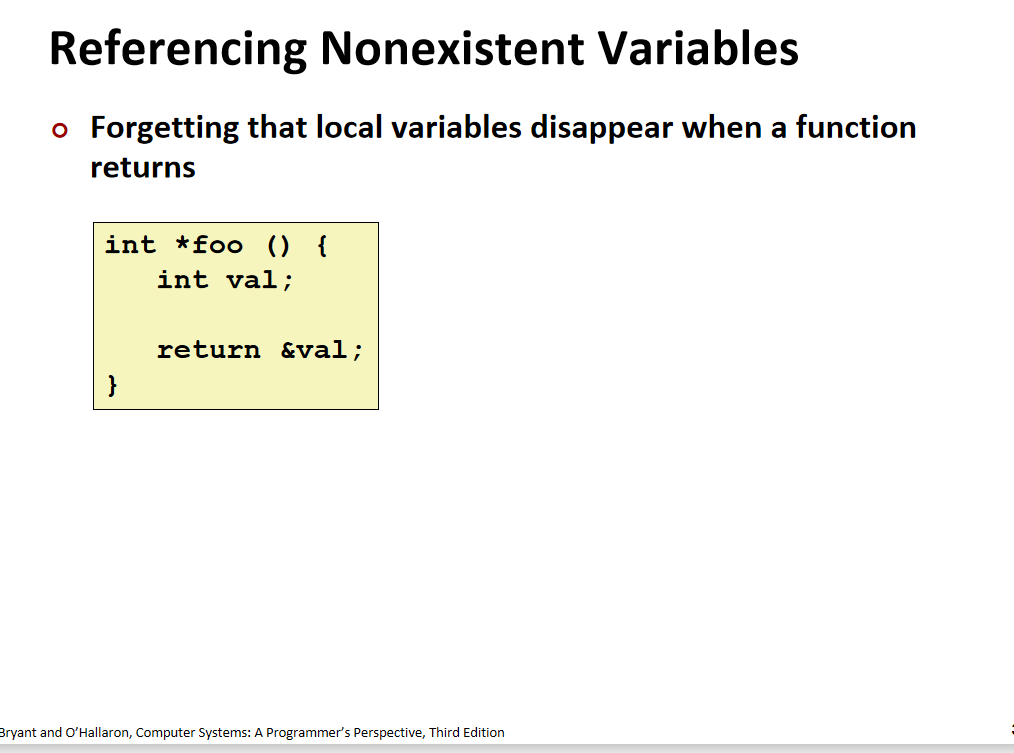 Referencing Nonexistent Variables
Forgetting that local variables disappear when a function
returns
int *foo () {
int val;
return &val;
}
Bryant and O'Hallaron, Computer Systems: A Programmer's Perspective, Third Edition